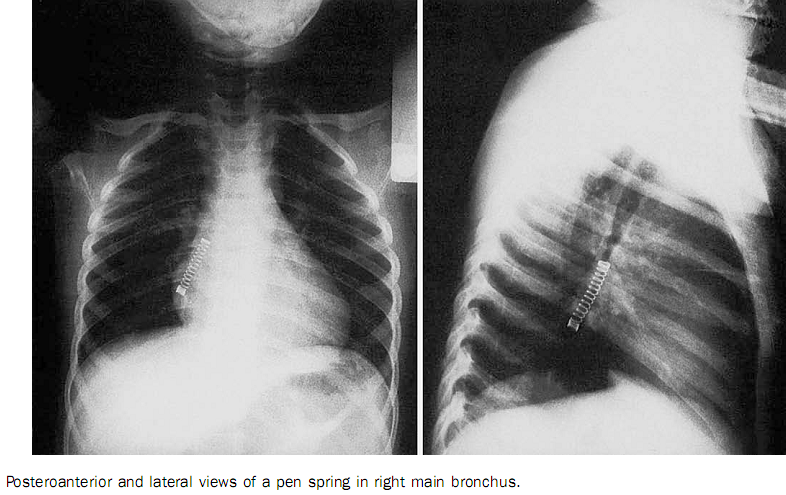 Posteroanterior and lateral views of a pen spring in right main bronchus.